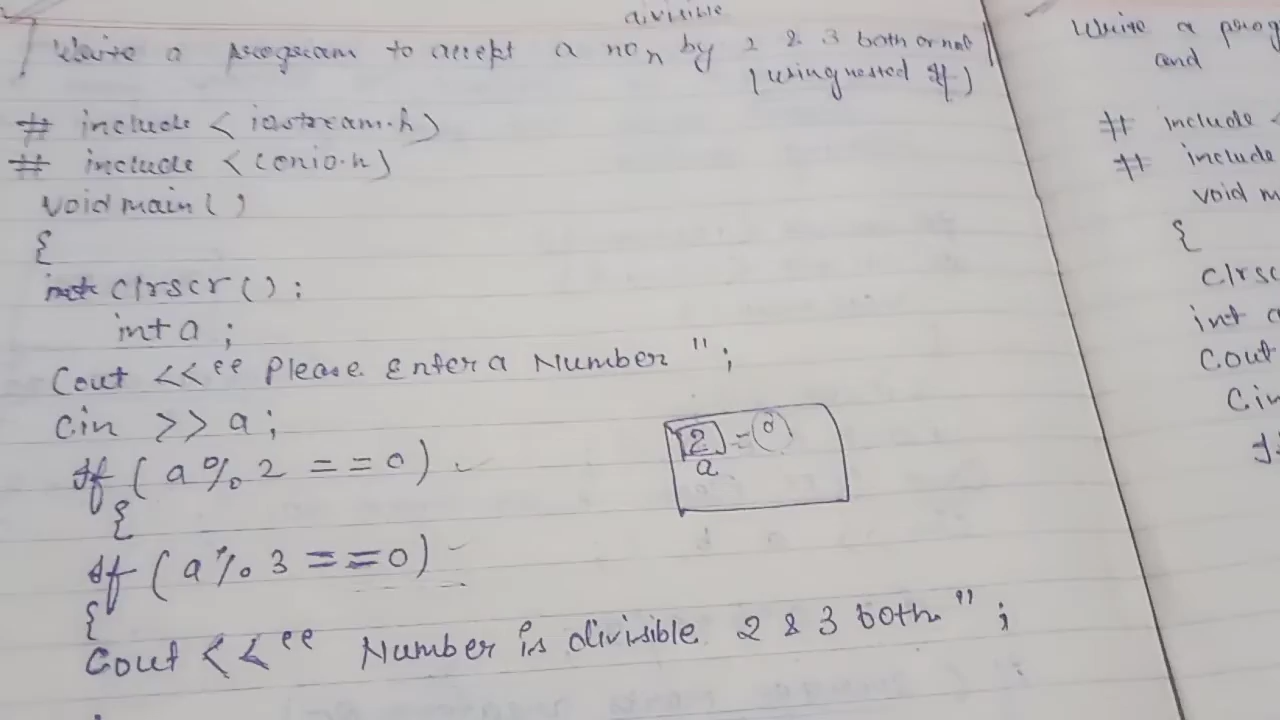 divisible
Write a program to accept a no by 2 & 3 both or not
(using nested if)
# include < iostream.h)
# include < conio.h)
void main ( )
{
clrscr ( ) ;
int a ;
Cout << " Please Enter a Number " ;
Cin >> a ;
If ( a % 2 = = 0 )
{
If ( a % 3 = = 0 )
{
Cout << " Number is divisible 2 & 3 both. " ;
2 = 0
a
Write a prog
and
# include <
# include
void m
{
Clrsc
int a
Cout
Cin